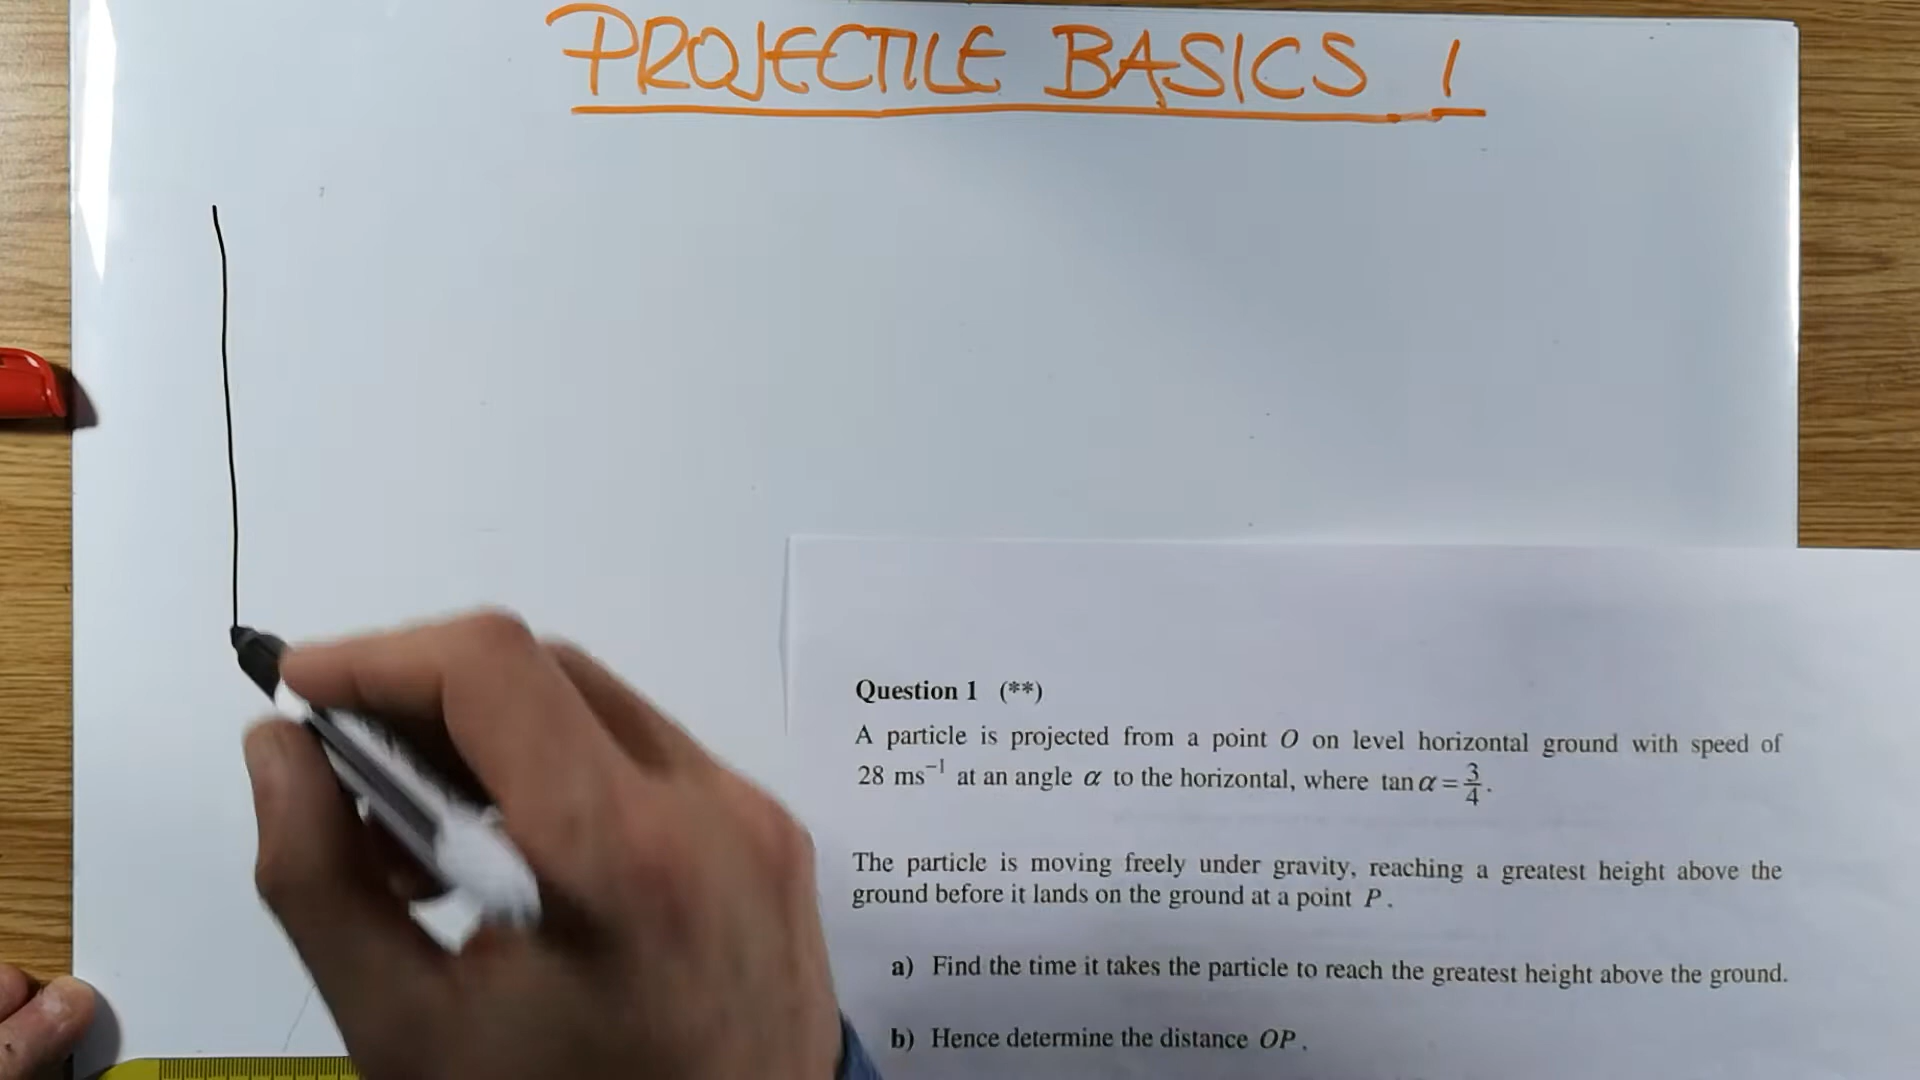 PROJECTILE BASICS 1
Question 1 (**)
A particle is projected from a point O on level horizontal ground with speed of
28 ms⁻¹ at an angle α to the horizontal, where tan α = 3/4.
The particle is moving freely under gravity, reaching a greatest height above the
ground before it lands on the ground at a point P.
a) Find the time it takes the particle to reach the greatest height above the ground.
b) Hence determine the distance OP.